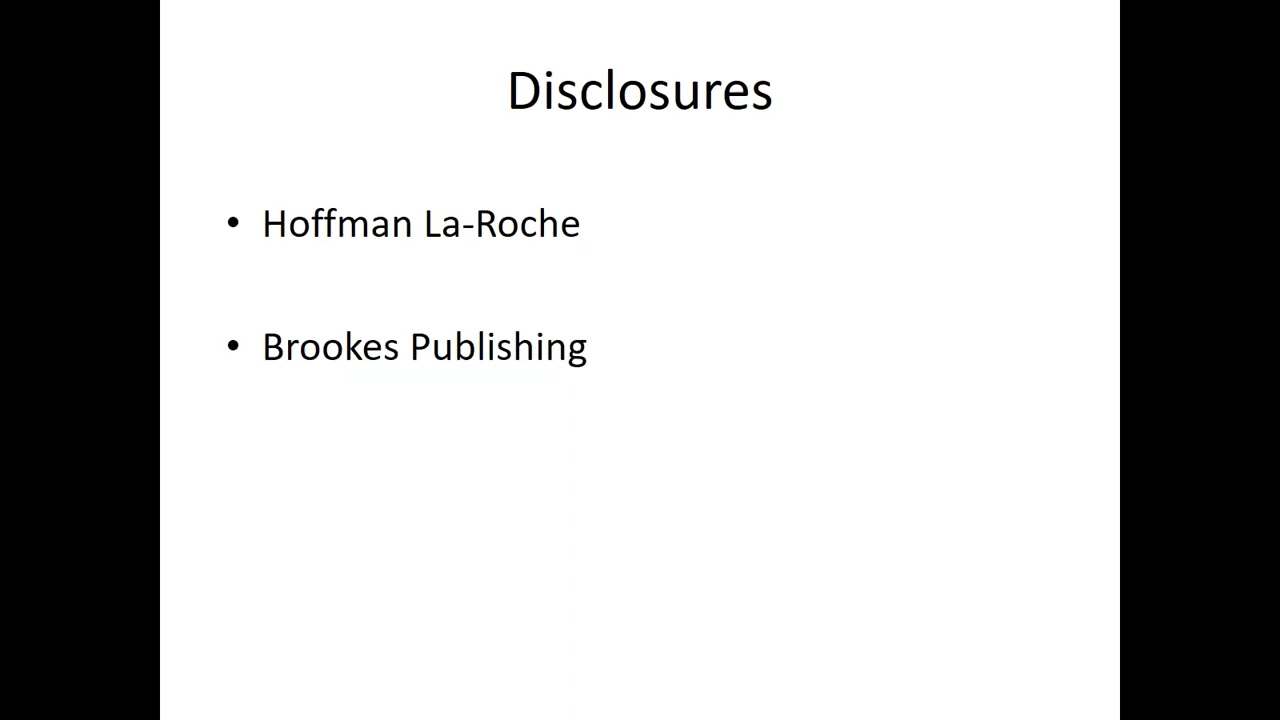 Disclosures
• Hoffman La-Roche
• Brookes Publishing